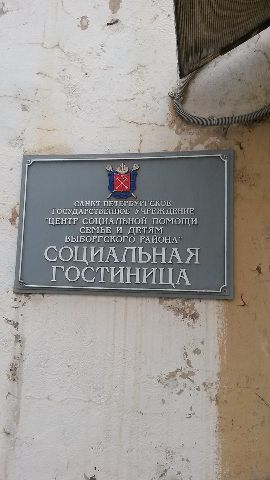 САНКТ-ПЕТЕРБУРГСКОЕ
ГОСУДАРСТВЕННОЕ УЧРЕЖДЕНИЕ
"ЦЕНТР СОЦИАЛЬНОЙ ПОМОЩИ
СЕМЬЕ И ДЕТЯМ
ВЫБОРГСКОГО РАЙОНА"
СОЦИАЛЬНАЯ
ГОСТИНИЦА